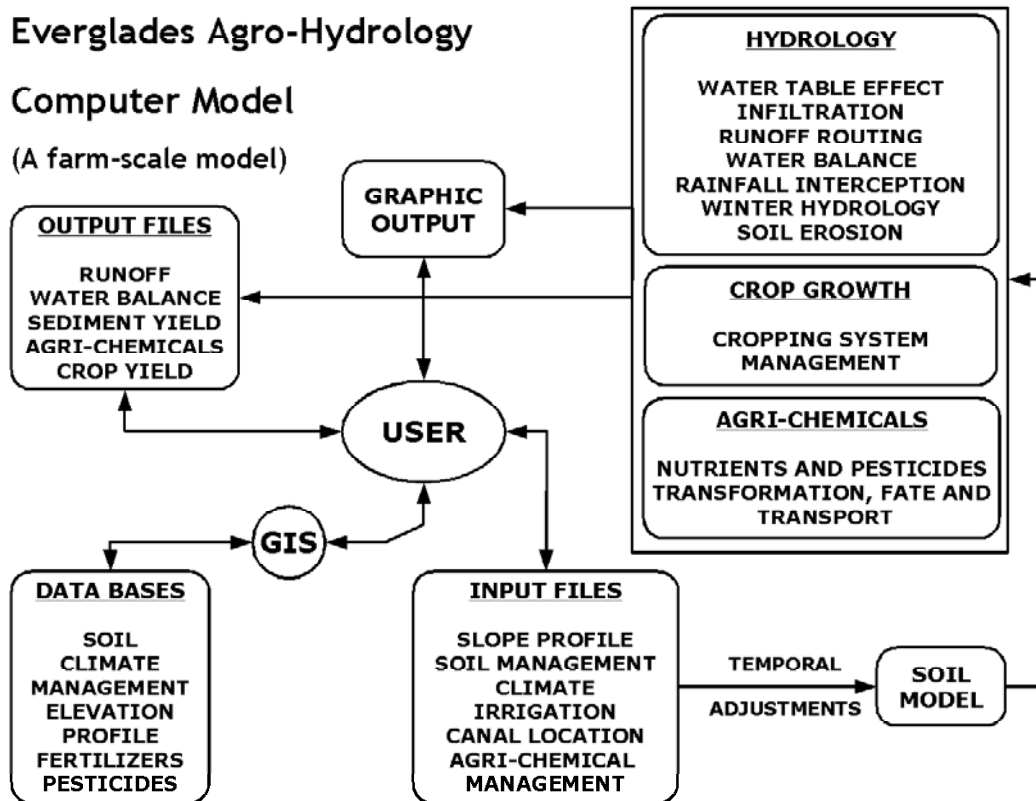 Everglades Agro-Hydrology
Computer Model
(A farm-scale model)
GRAPHIC
OUTPUT
OUTPUT FILES
RUNOFF
WATER BALANCE
SEDIMENT YIELD
AGRI-CHEMICALS
CROP YIELD
HYDROLOGY
WATER TABLE EFFECT
INFILTRATION
RUNOFF ROUTING
WATER BALANCE
RAINFALL INTERCEPTION
WINTER HYDROLOGY
SOIL EROSION
CROP GROWTH
CROPPING SYSTEM
MANAGEMENT
AGRI-CHEMICALS
NUTRIENTS AND PESTICIDES
TRANSFORMATION, FATE AND
TRANSPORT
USER
GIS
DATA BASES
SOIL
CLIMATE
MANAGEMENT
ELEVATION
PROFILE
FERTILIZERS
PESTICIDES
INPUT FILES
SLOPE PROFILE
SOIL MANAGEMENT
CLIMATE
IRRIGATION
CANAL LOCATION
AGRI-CHEMICAL
MANAGEMENT
TEMPORAL
ADJUSTMENTS
SOIL
MODEL